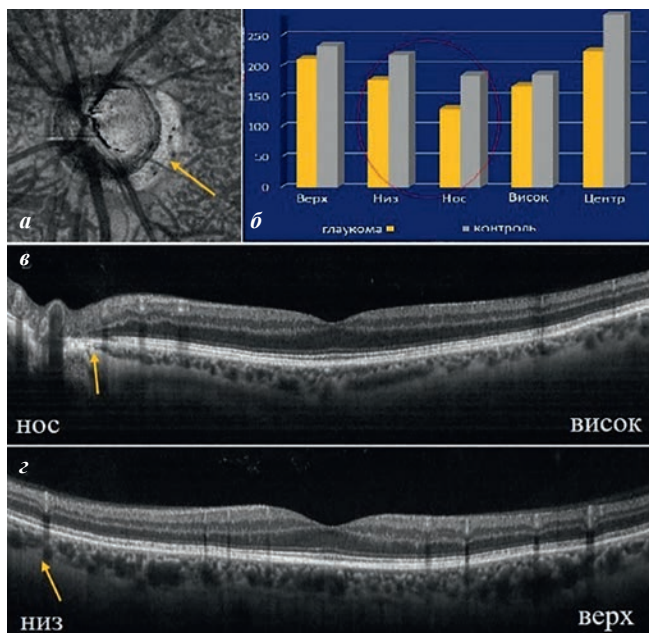 а
б
250
200
150
100
50
0
Верх Низ Нос Висок Центр
глаукома контроль
в
нос висок
г
низ верх